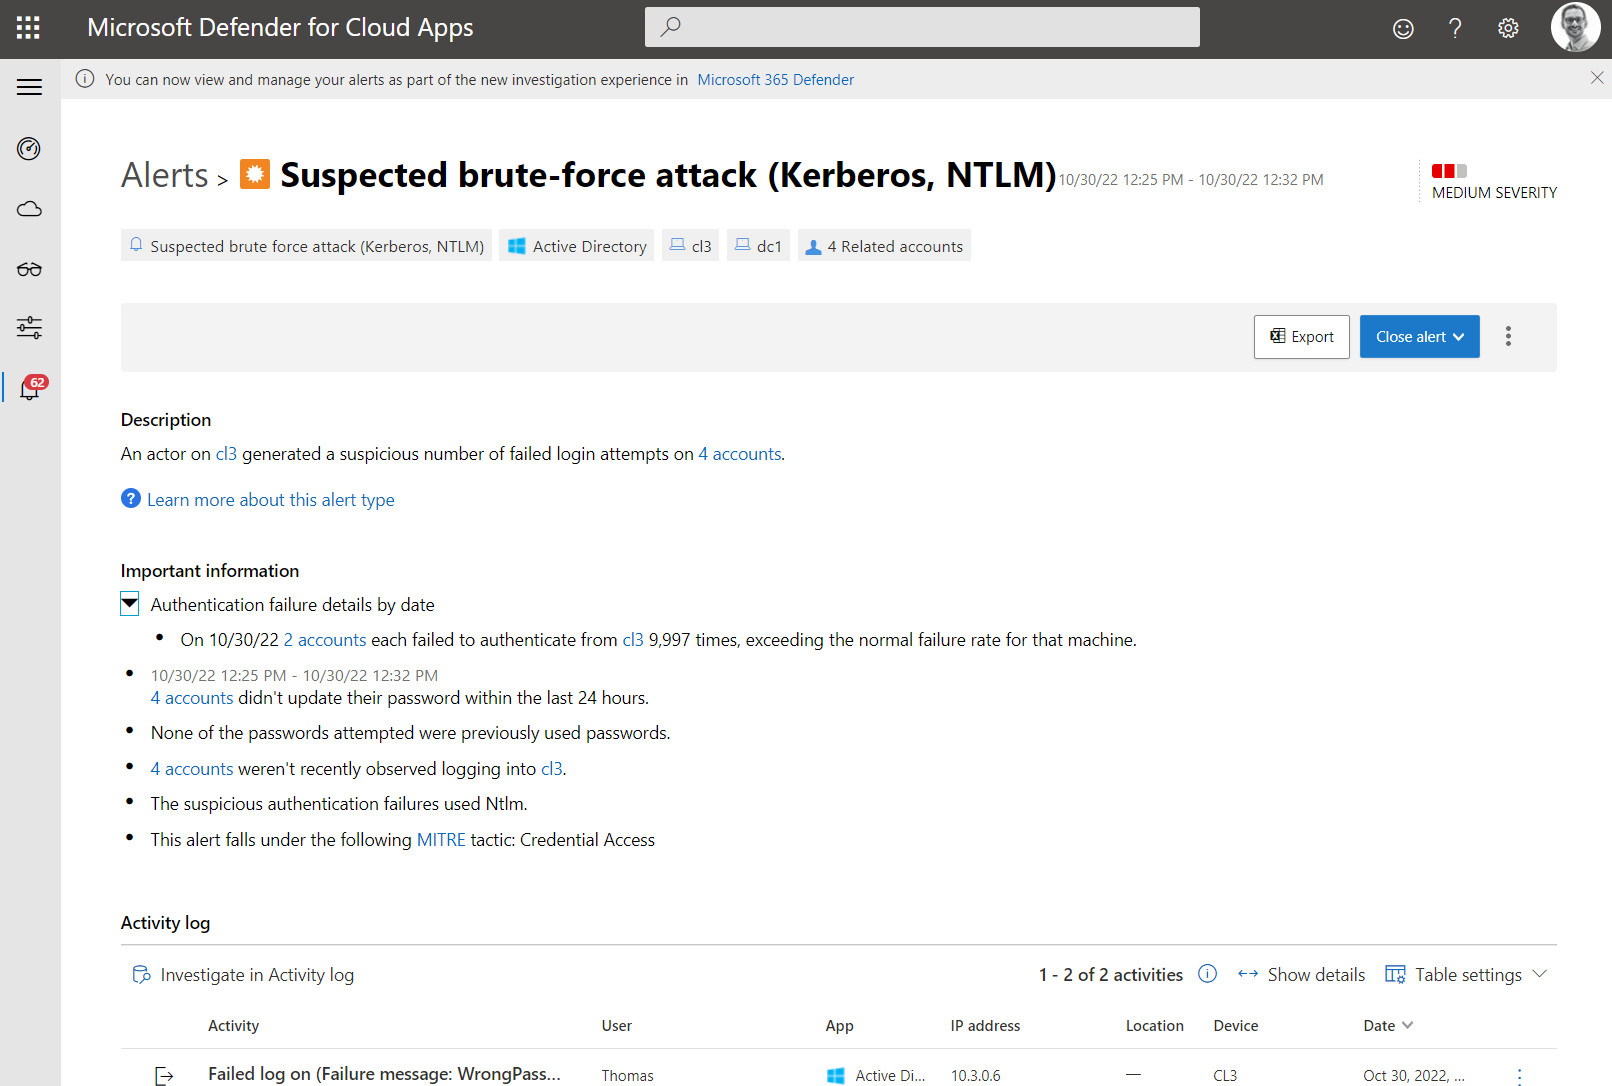 Microsoft Defender for Cloud Apps
You can now view and manage your alerts as part of the new investigation experience in Microsoft 365 Defender
Alerts > Suspected brute-force attack (Kerberos, NTLM) 10/30/22 12:25 PM - 10/30/22 12:32 PM
MEDIUM SEVERITY
Suspected brute force attack (Kerberos, NTLM) Active Directory cl3 dc1 4 Related accounts
Export Close alert
62
Description
An actor on cl3 generated a suspicious number of failed login attempts on 4 accounts.
? Learn more about this alert type
Important information
Authentication failure details by date
• On 10/30/22 2 accounts each failed to authenticate from cl3 9,997 times, exceeding the normal failure rate for that machine.
• 10/30/22 12:25 PM - 10/30/22 12:32 PM
4 accounts didn't update their password within the last 24 hours.
• None of the passwords attempted were previously used passwords.
• 4 accounts weren't recently observed logging into cl3.
• The suspicious authentication failures used Ntlm.
• This alert falls under the following MITRE tactic: Credential Access
Activity log
Investigate in Activity log 1 - 2 of 2 activities Show details Table settings
Activity User App IP address Location Device Date
Failed log on (Failure message: WrongPass... Thomas Active Di... 10.3.0.6 — CL3 Oct 30, 2022, ...